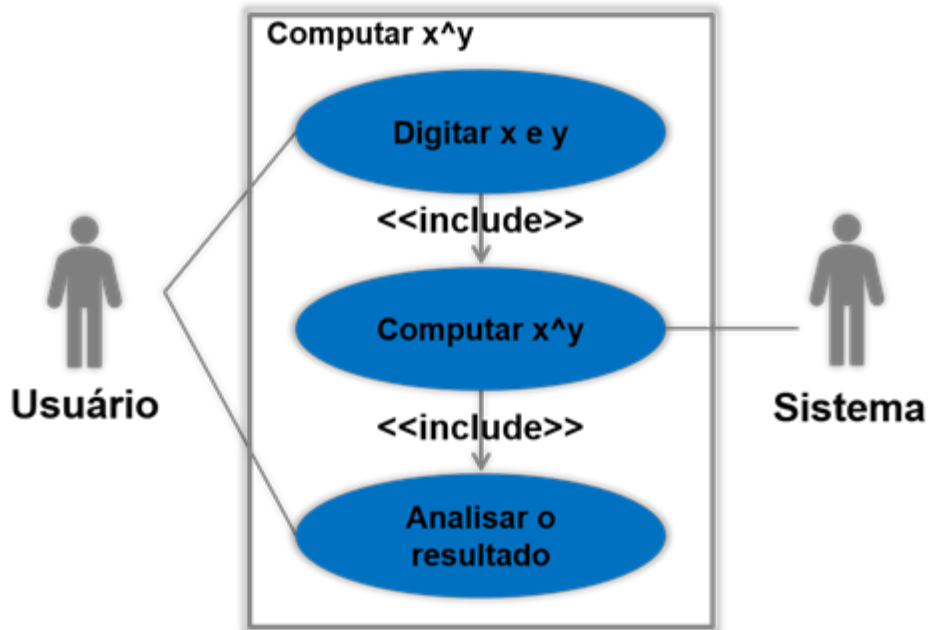 Computar x^y
Digitar x e y
<<include>>
Computar x^y
Usuário
Sistema
<<include>>
Analisar o
resultado